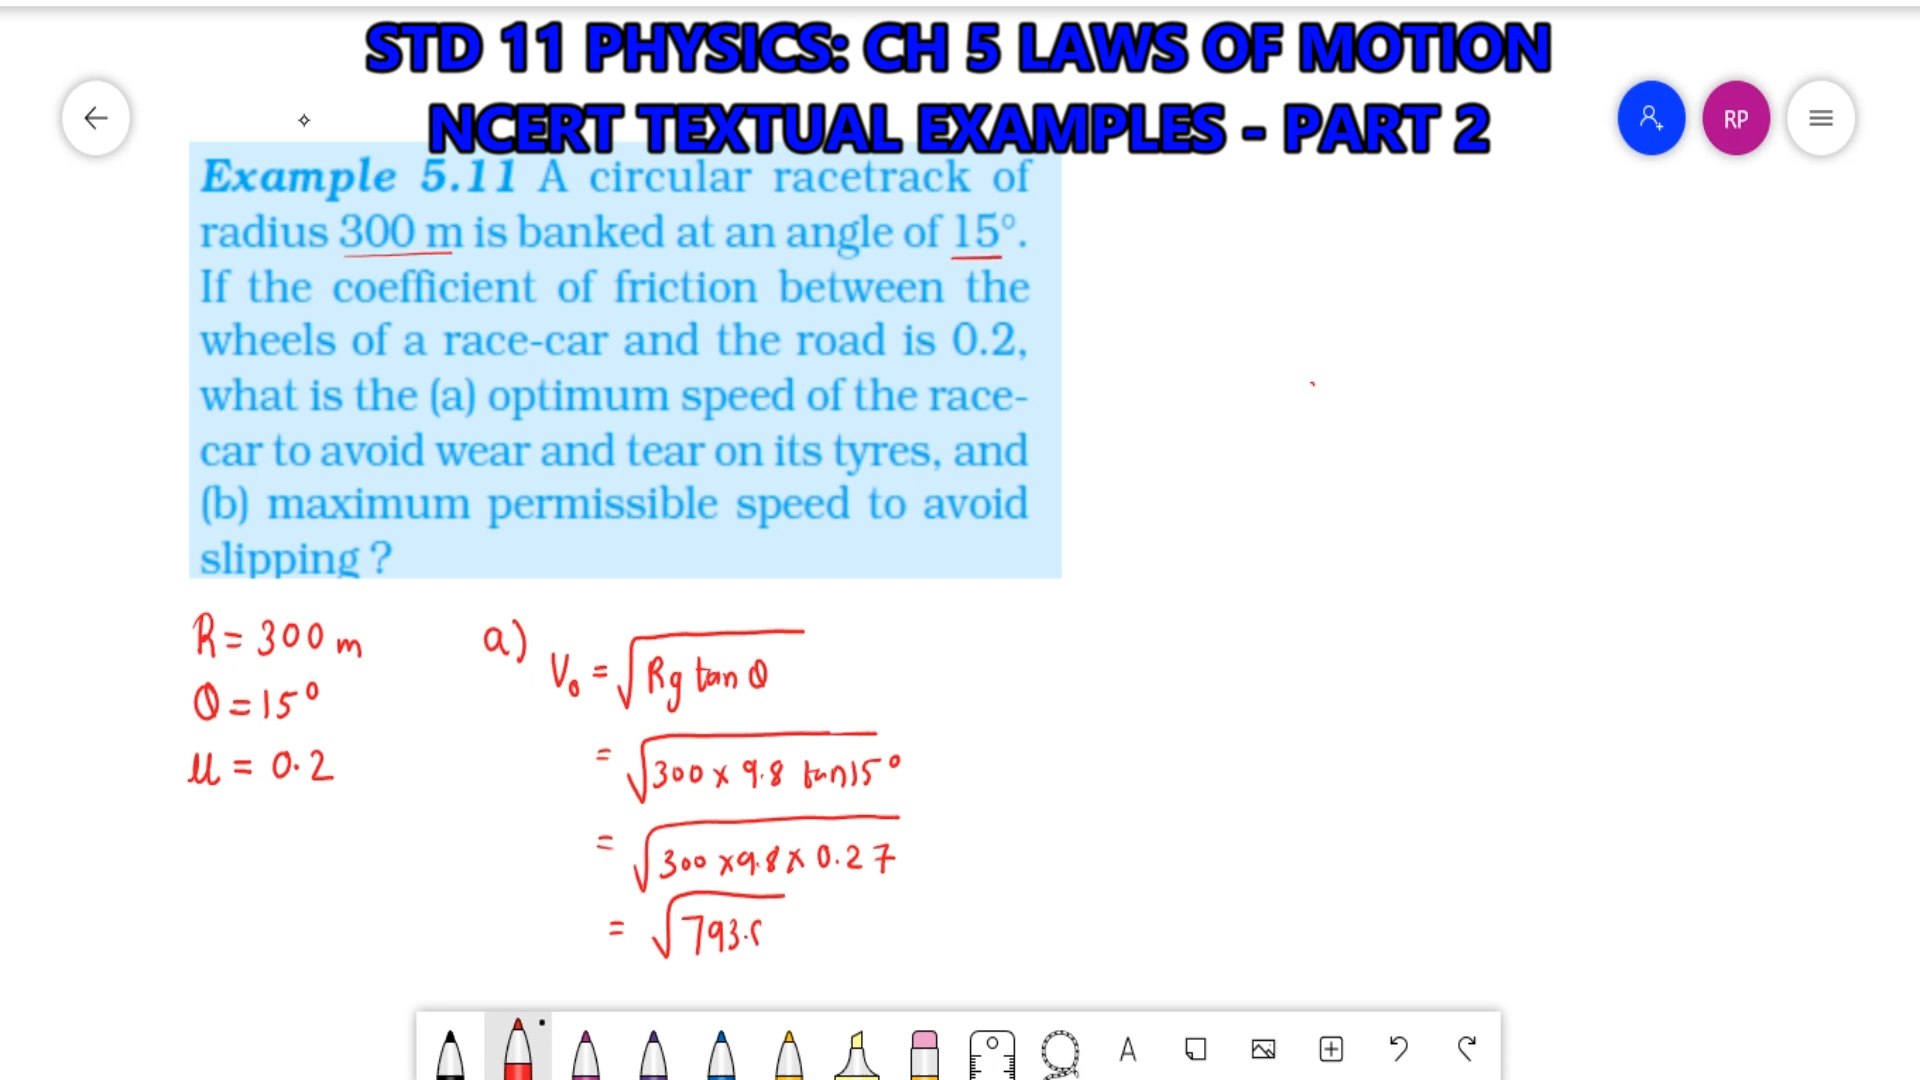 STD 11 PHYSICS: CH 5 LAWS OF MOTION
NCERT TEXTUAL EXAMPLES - PART 2
RP
Example 5.11 A circular racetrack of
radius 300 m is banked at an angle of 15°.
If the coefficient of friction between the
wheels of a race-car and the road is 0.2,
what is the (a) optimum speed of the race-
car to avoid wear and tear on its tyres, and
(b) maximum permissible speed to avoid
slipping ?
R = 300 m
θ = 15°
μ = 0.2
a)
V₀ = √Rg tan θ
= √300 × 9.8 tan15°
= √300 × 9.8 × 0.27
= √793.
A